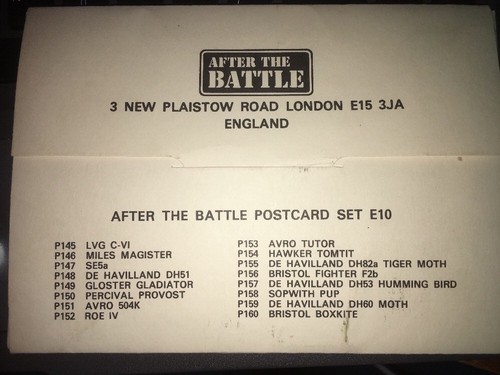 AFTER THE
BATTLE
3 NEW PLAISTOW ROAD LONDON E15 3JA
ENGLAND
AFTER THE BATTLE POSTCARD SET E10
P145 LVG C-VI
P146 MILES MAGISTER
P147 SE5a
P148 DE HAVILLAND DH51
P149 GLOSTER GLADIATOR
P150 PERCIVAL PROVOST
P151 AVRO 504K
P152 ROE IV
P153 AVRO TUTOR
P154 HAWKER TOMTIT
P155 DE HAVILLAND DH82a TIGER MOTH
P156 BRISTOL FIGHTER F2b
P157 DE HAVILLAND DH53 HUMMING BIRD
P158 SOPWITH PUP
P159 DE HAVILLAND DH60 MOTH
P160 BRISTOL BOXKITE